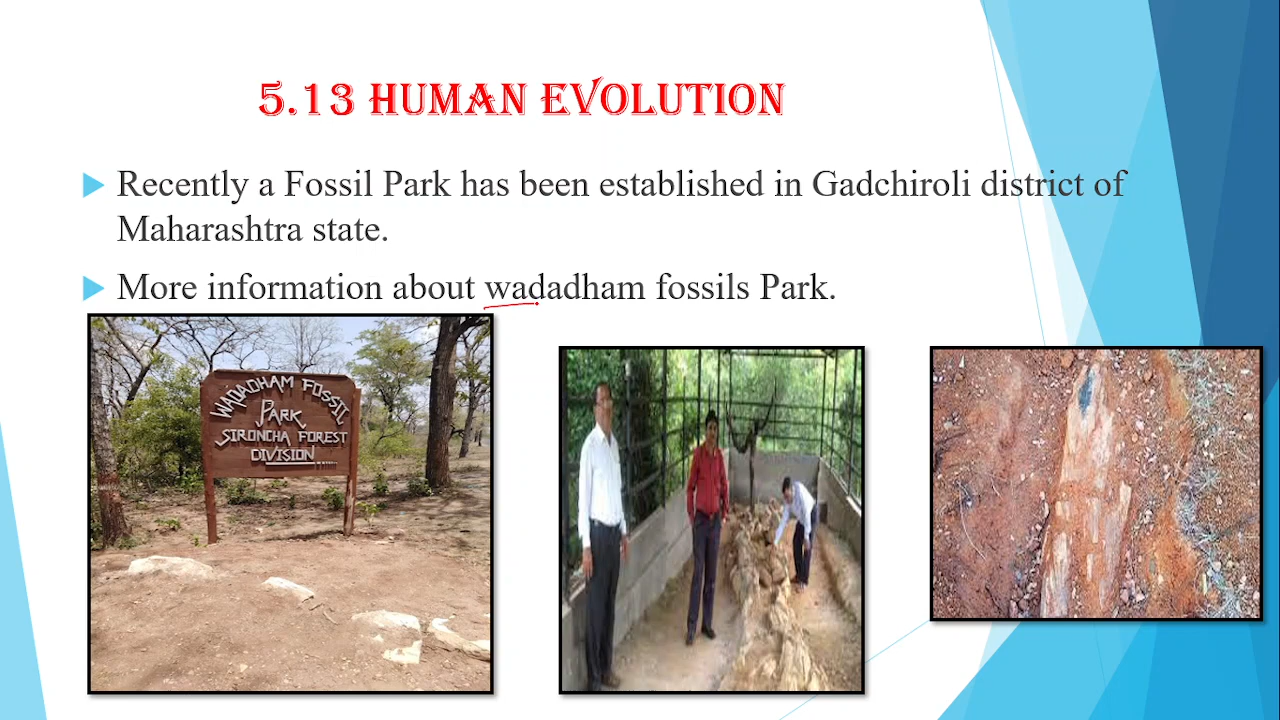 5.13 HUMAN EVOLUTION
Recently a Fossil Park has been established in Gadchiroli district of
Maharashtra state.
More information about wadadham fossils Park.
WADADHAM FOSSIL
PARK
SIRONCHA FOREST
DIVISION